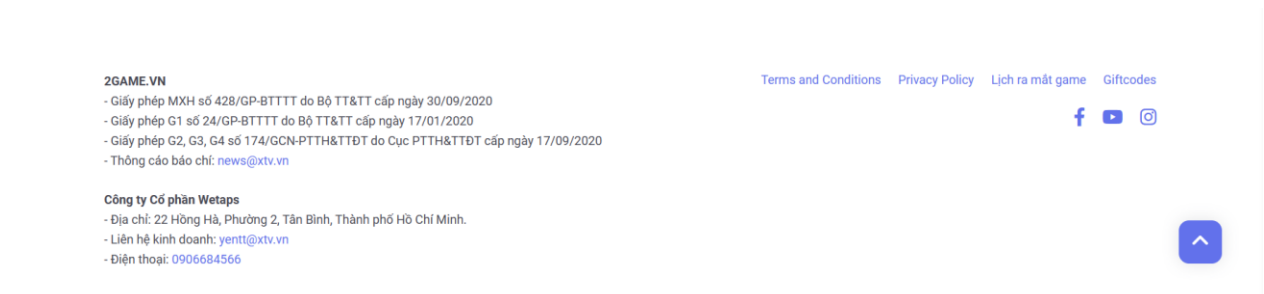 2GAME.VN
- Giấy phép MXH số 428/GP-BTTTT do Bộ TT&TT cấp ngày 30/09/2020
- Giấy phép G1 số 24/GP-BTTTT do Bộ TT&TT cấp ngày 17/01/2020
- Giấy phép G2, G3, G4 số 174/GCN-PTTH&TTĐT do Cục PTTH&TTĐT cấp ngày 17/09/2020
- Thông cáo báo chí: news@xtv.vn
Công ty Cổ phần Wetaps
- Địa chỉ: 22 Hồng Hà, Phường 2, Tân Bình, Thành phố Hồ Chí Minh.
- Liên hệ kinh doanh: yentt@xtv.vn
- Điện thoại: 0906684566
Terms and Conditions Privacy Policy Lịch ra mắt game Giftcodes